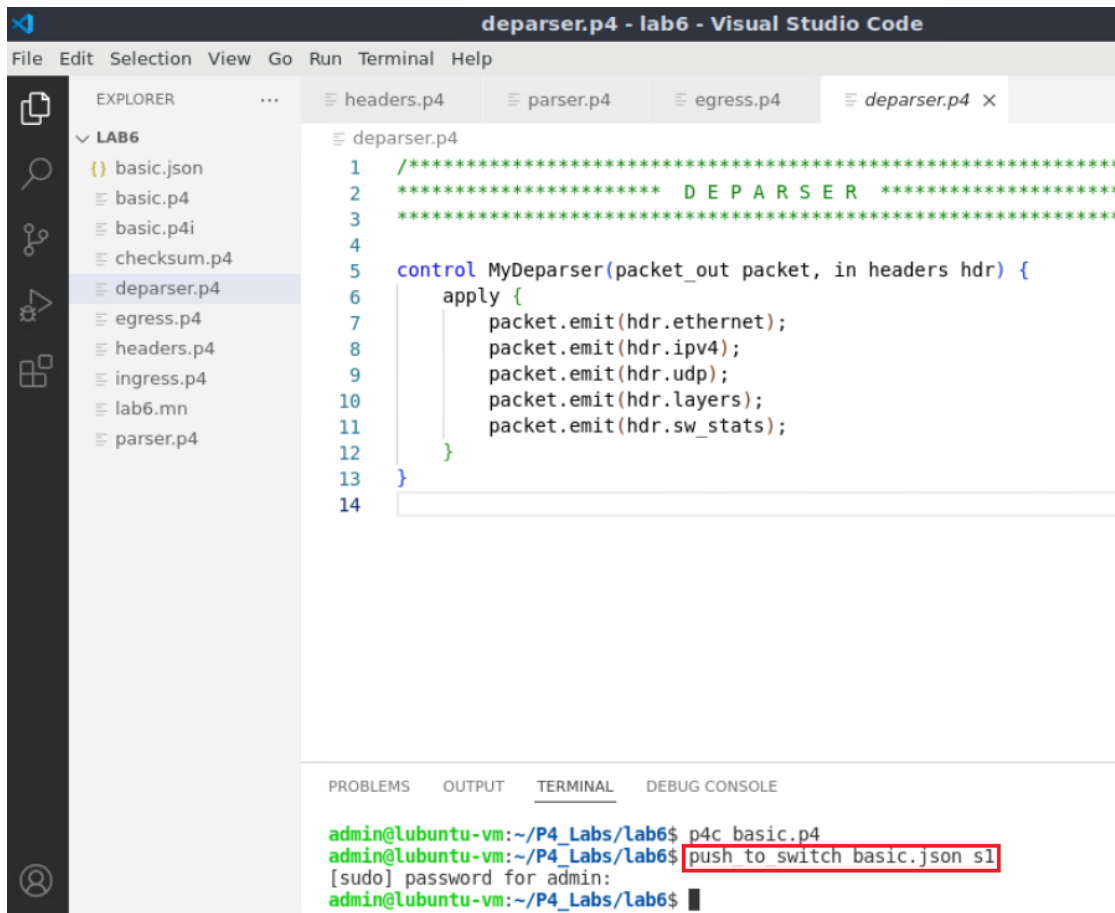 deparser.p4 - lab6 - Visual Studio Code
File Edit Selection View Go Run Terminal Help
EXPLORER ...
LAB6
{} basic.json
basic.p4
basic.p4i
checksum.p4
deparser.p4
egress.p4
headers.p4
ingress.p4
lab6.mn
parser.p4
headers.p4 parser.p4 egress.p4 deparser.p4 ×
deparser.p4
1 /**************************************************************
2 *********************** D E P A R S E R *********************
3 ***************************************************************
4
5 control MyDeparser(packet_out packet, in headers hdr) {
6 apply {
7 packet.emit(hdr.ethernet);
8 packet.emit(hdr.ipv4);
9 packet.emit(hdr.udp);
10 packet.emit(hdr.layers);
11 packet.emit(hdr.sw_stats);
12 }
13 }
14
PROBLEMS OUTPUT TERMINAL DEBUG CONSOLE
admin@lubuntu-vm:~/P4_Labs/lab6$ p4c basic.p4
admin@lubuntu-vm:~/P4_Labs/lab6$ push_to_switch basic.json s1
[sudo] password for admin:
admin@lubuntu-vm:~/P4_Labs/lab6$